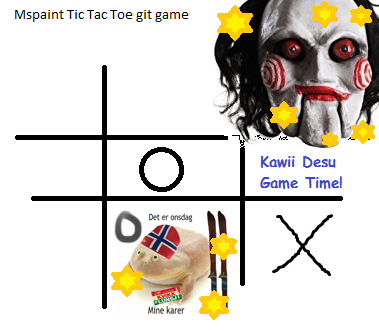 Mspaint Tic Tac Toe git game
Kawii Desu
Game Time!
Det er onsdag
Mine karer